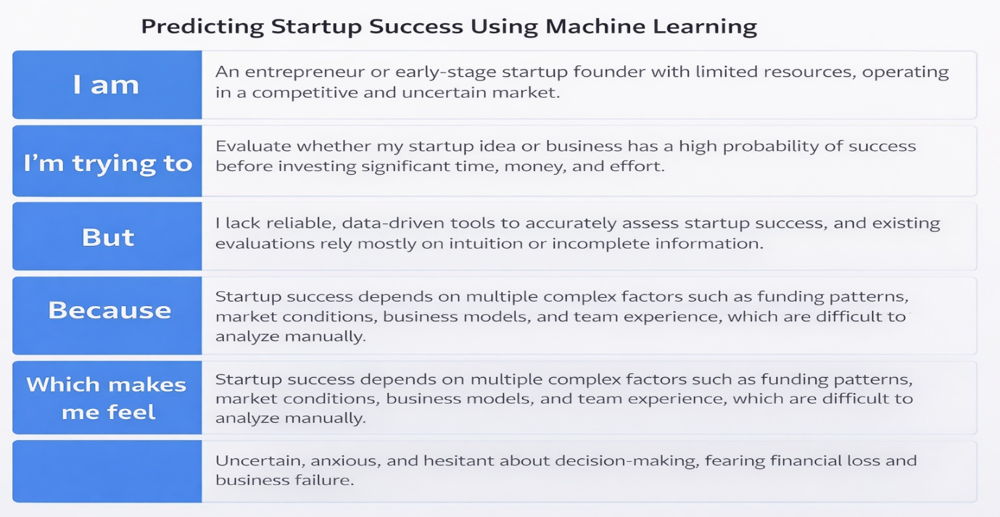 Predicting Startup Success Using Machine Learning
I am
An entrepreneur or early-stage startup founder with limited resources, operating
in a competitive and uncertain market.
I'm trying to
Evaluate whether my startup idea or business has a high probability of success
before investing significant time, money, and effort.
But
I lack reliable, data-driven tools to accurately assess startup success, and existing
evaluations rely mostly on intuition or incomplete information.
Because
Startup success depends on multiple complex factors such as funding patterns,
market conditions, business models, and team experience, which are difficult to
analyze manually.
Which makes
me feel
Startup success depends on multiple complex factors such as funding patterns,
market conditions, business models, and team experience, which are difficult to
analyze manually.
Uncertain, anxious, and hesitant about decision-making, fearing financial loss and
business failure.